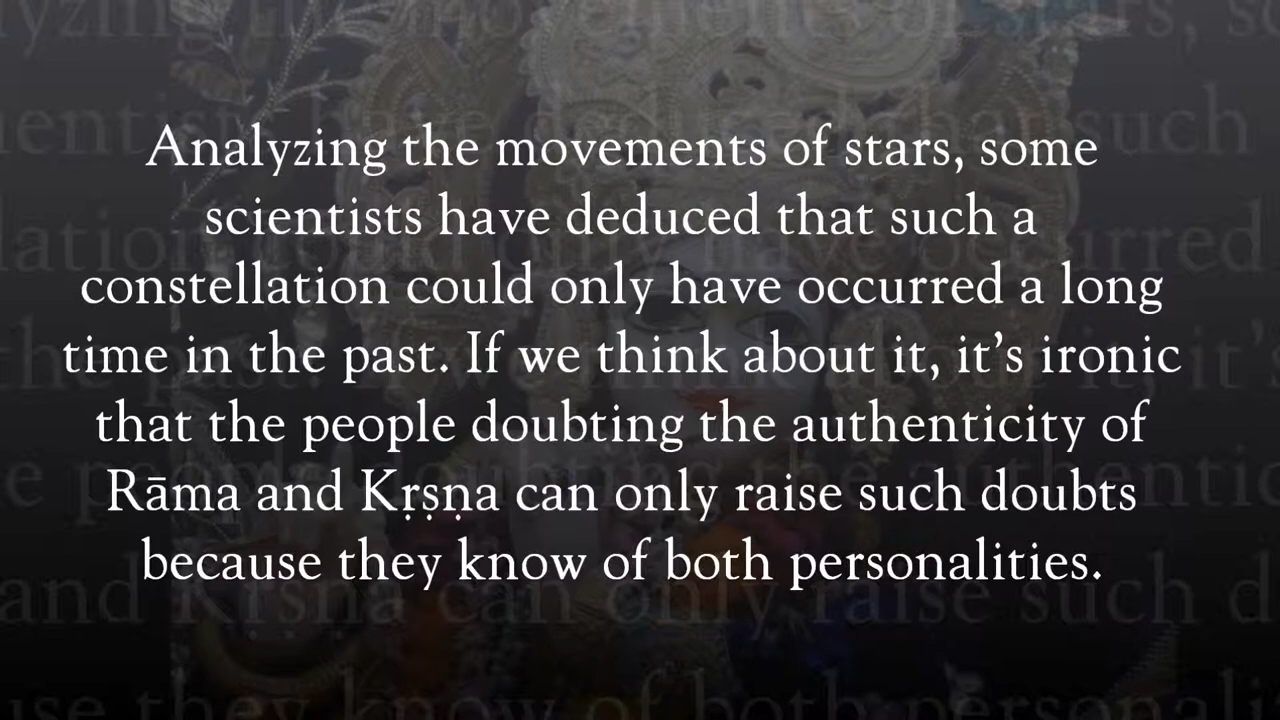 Analyzing the movements of stars, some
scientists have deduced that such a
constellation could only have occurred a long
time in the past. If we think about it, it’s ironic
that the people doubting the authenticity of
Rāma and Kṛṣṇa can only raise such doubts
because they know of both personalities.